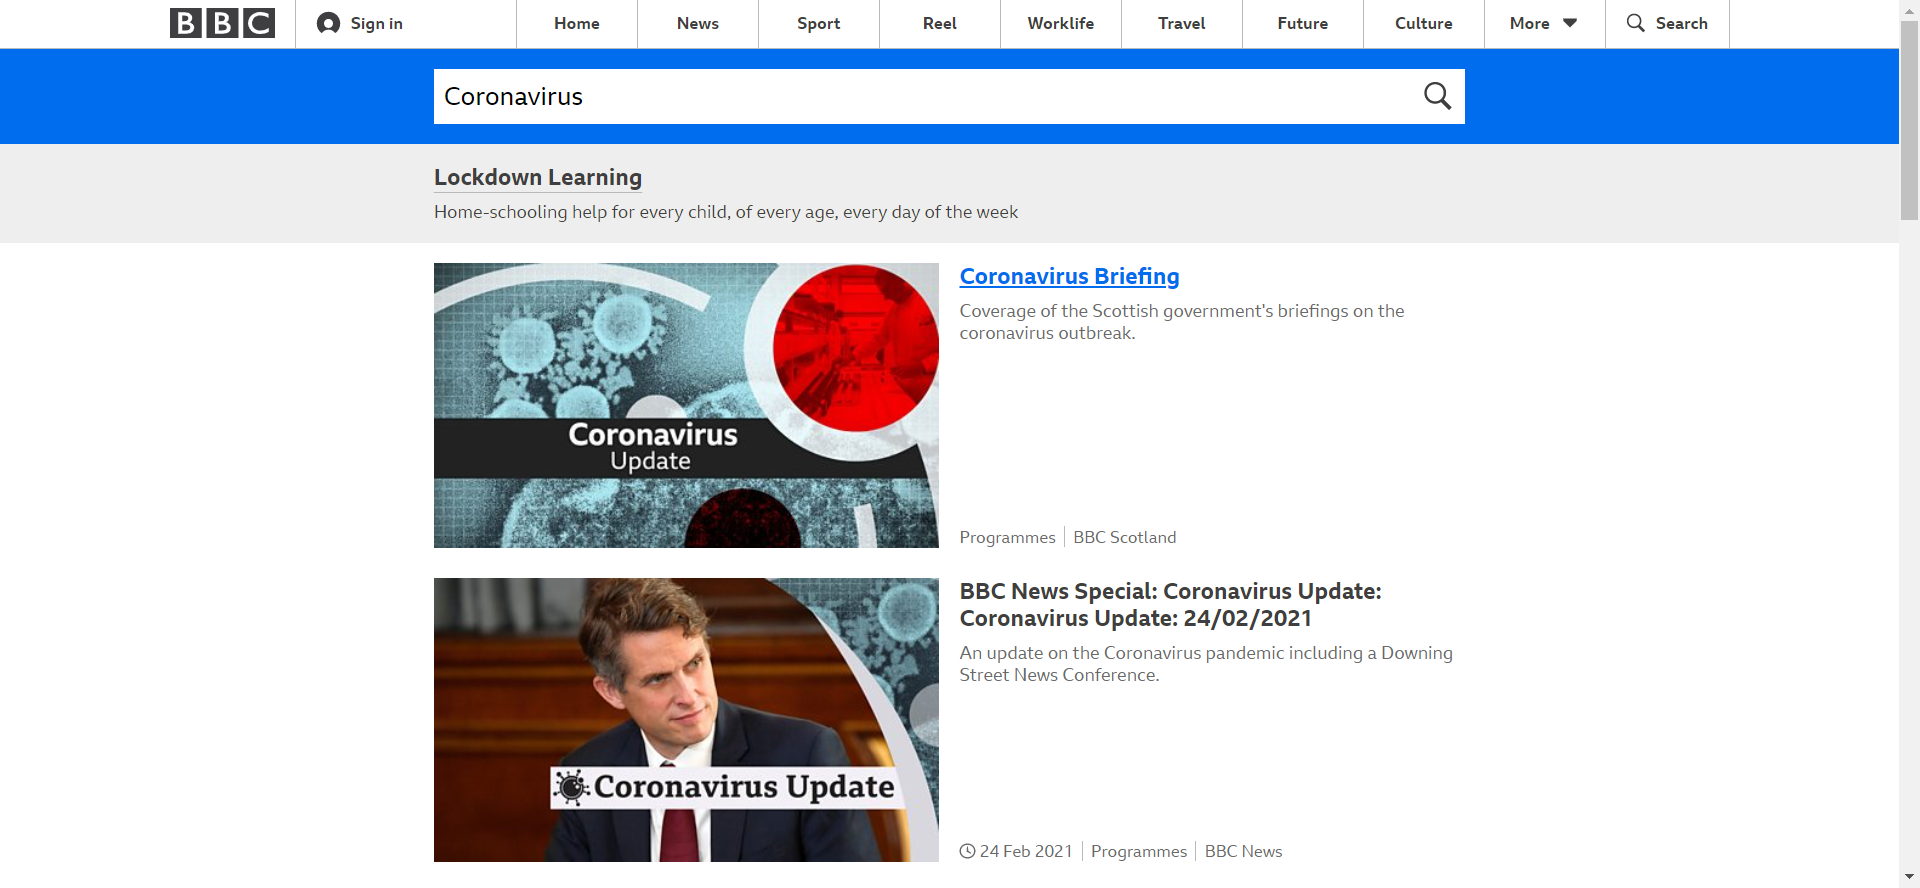 BBC
Sign in
Home
News
Sport
Reel
Worklife
Travel
Future
Culture
More
Search
Coronavirus
Lockdown Learning
Home-schooling help for every child, of every age, every day of the week
Coronavirus
Update
Coronavirus Briefing
Coverage of the Scottish government's briefings on the
coronavirus outbreak.
Programmes
BBC Scotland
Coronavirus Update
BBC News Special: Coronavirus Update:
Coronavirus Update: 24/02/2021
An update on the Coronavirus pandemic including a Downing
Street News Conference.
24 Feb 2021
Programmes
BBC News